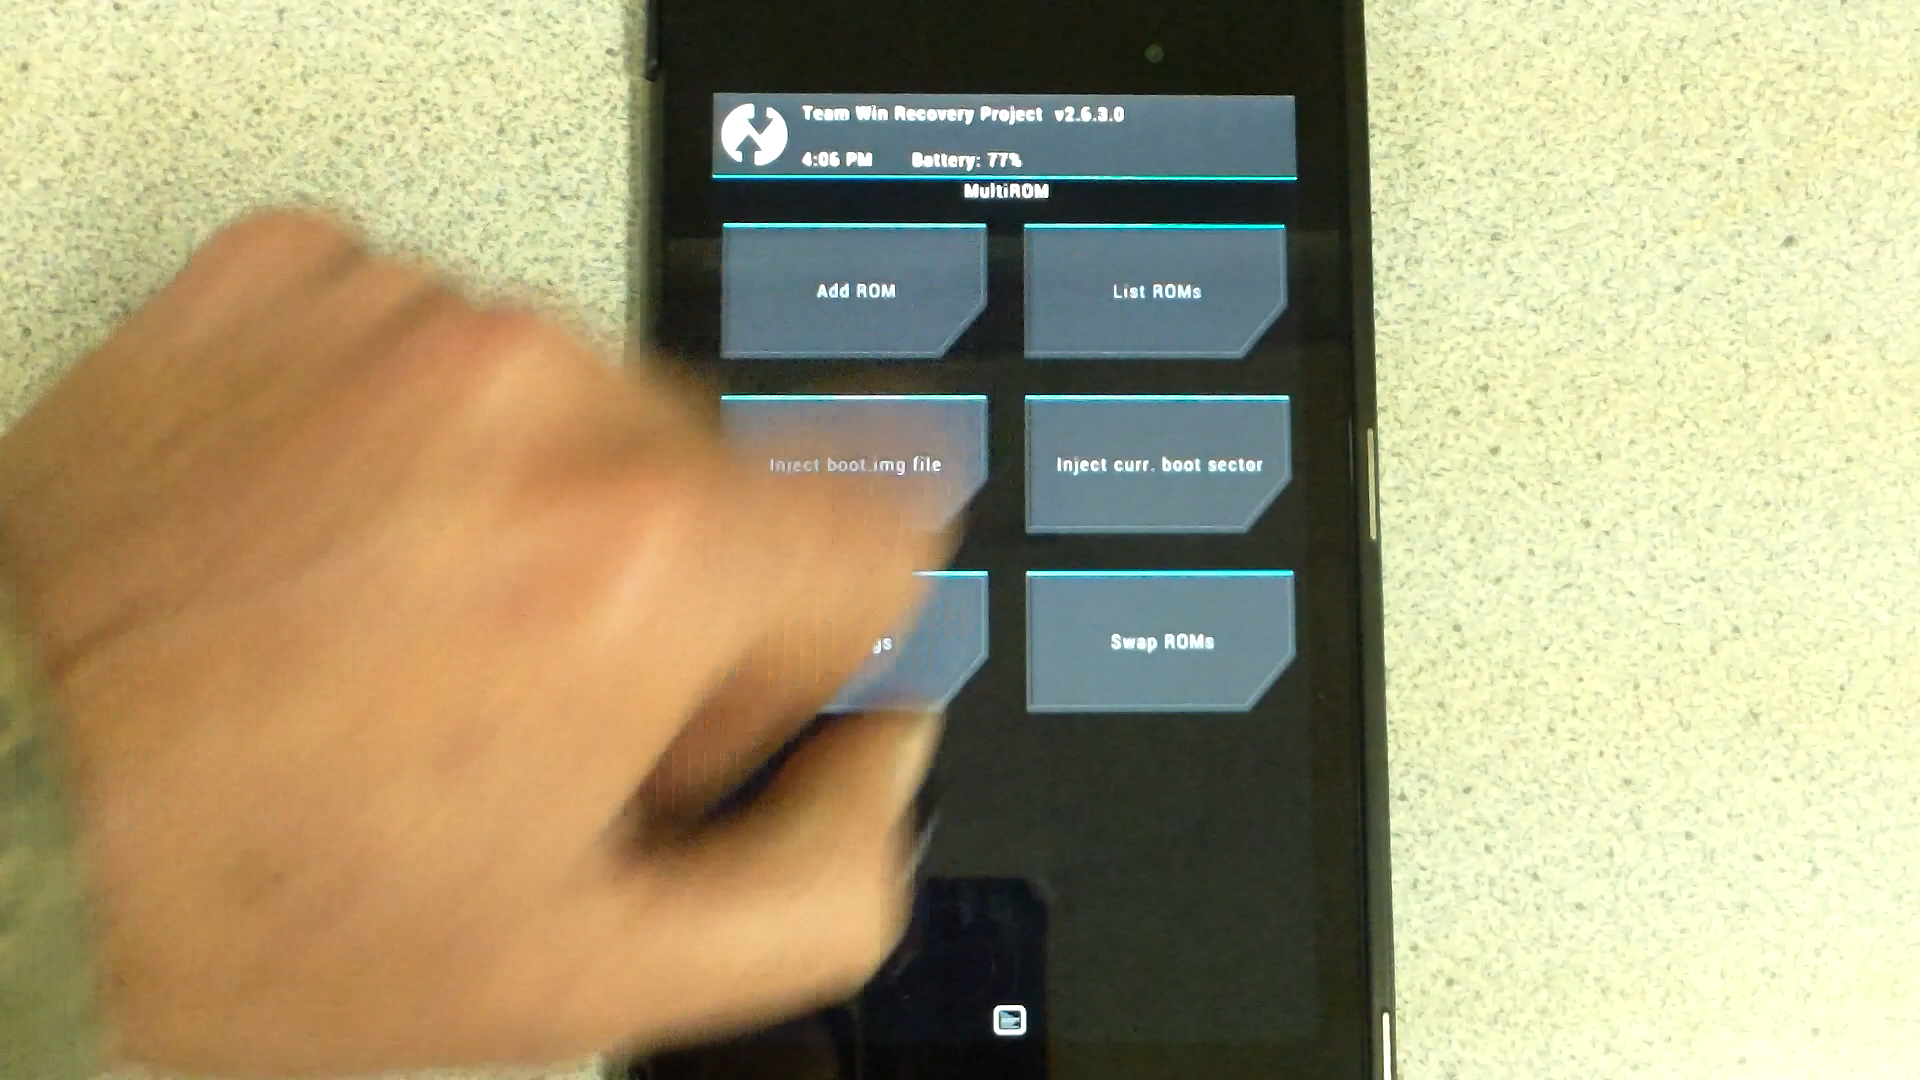 Team Win Recovery Project v2.6.3.0
4:06 PM Battery: 77%
MultiROM
Add ROM
List ROMs
Inject boot.img file
Inject curr. boot sector
gs
Swap ROMs